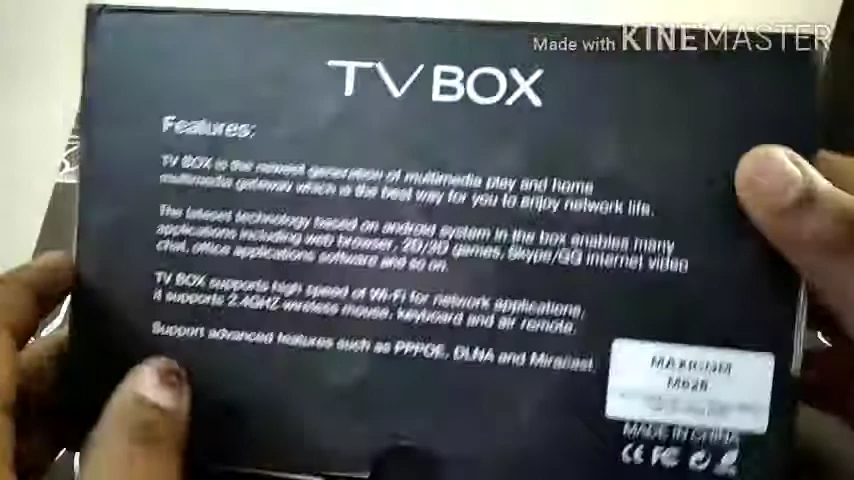 Made with KINEMASTER
TV BOX
Features:
TV BOX is the newest generation of multimedia play and home
multimedia gateway which is the best way for you to enjoy network life.
The lateset technology based on android system in the box enables many
applications including web browser, 2D/3D games, Skype/QQ internet video
chat, office applications software and so on.
TV BOX supports high speed of Wi-Fi for network applications.
it supports 2.4GHZ wireless mouse, keyboard and air remote.
Support advanced features such as PPPOE, DLNA and Miracast.
MADE IN CHINA
CE FC